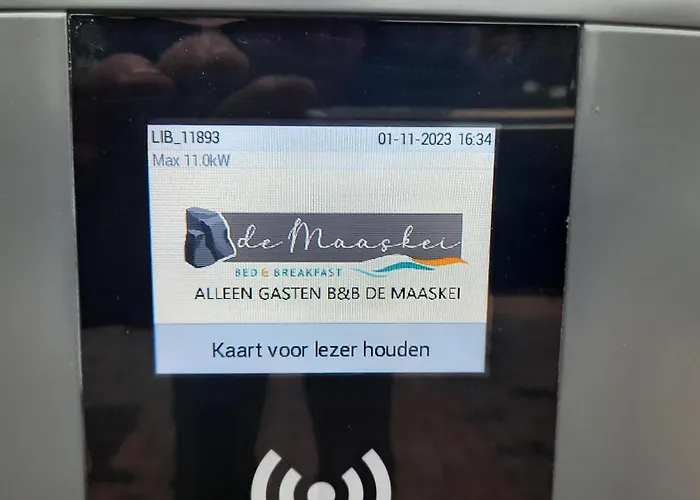 LIB_11893 01-11-2023 16:34
Max 11.0kW
de Maaskei
BED & BREAKFAST
ALLEEN GASTEN B&B DE MAASKEI
Kaart voor lezer houden